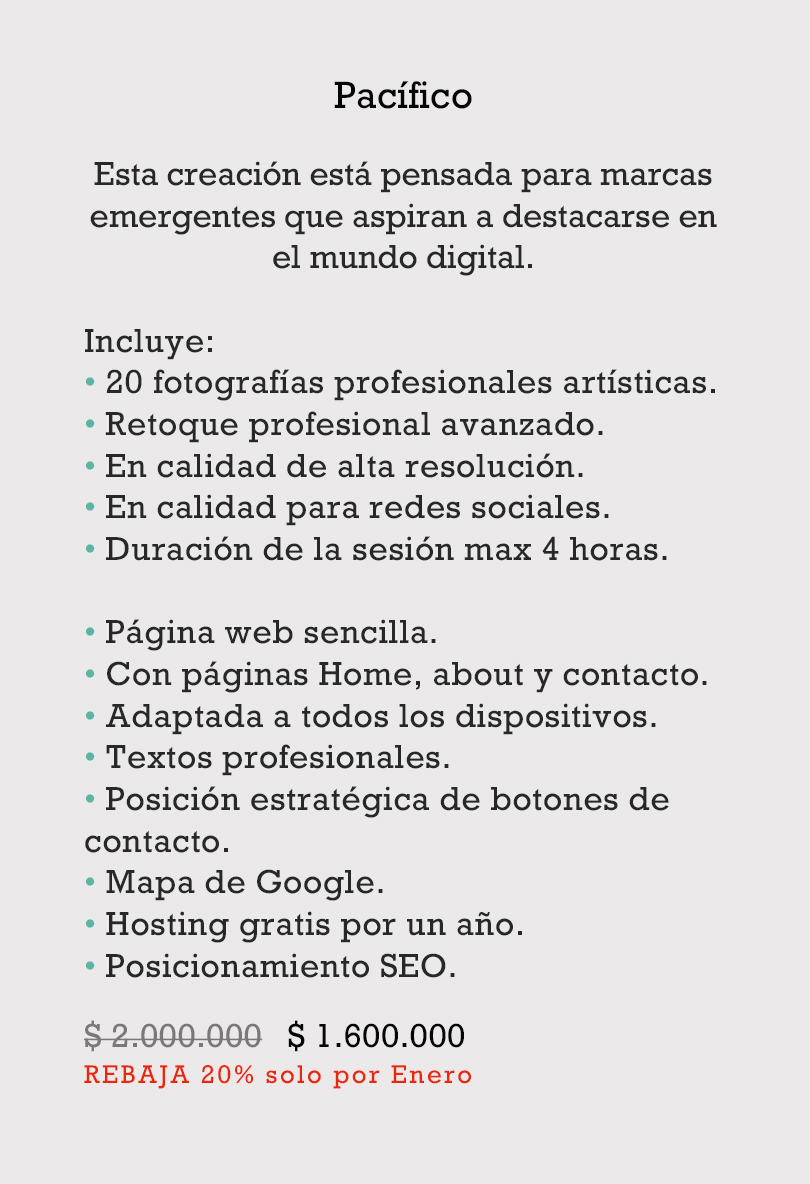 Pacífico
Esta creación está pensada para marcas
emergentes que aspiran a destacarse en
el mundo digital.
Incluye:
• 20 fotografías profesionales artísticas.
• Retoque profesional avanzado.
• En calidad de alta resolución.
• En calidad para redes sociales.
• Duración de la sesión max 4 horas.
• Página web sencilla.
• Con páginas Home, about y contacto.
• Adaptada a todos los dispositivos.
• Textos profesionales.
• Posición estratégica de botones de
contacto.
• Mapa de Google.
• Hosting gratis por un año.
• Posicionamiento SEO.
$ 2.000.000 $ 1.600.000
REBAJA 20% solo por Enero